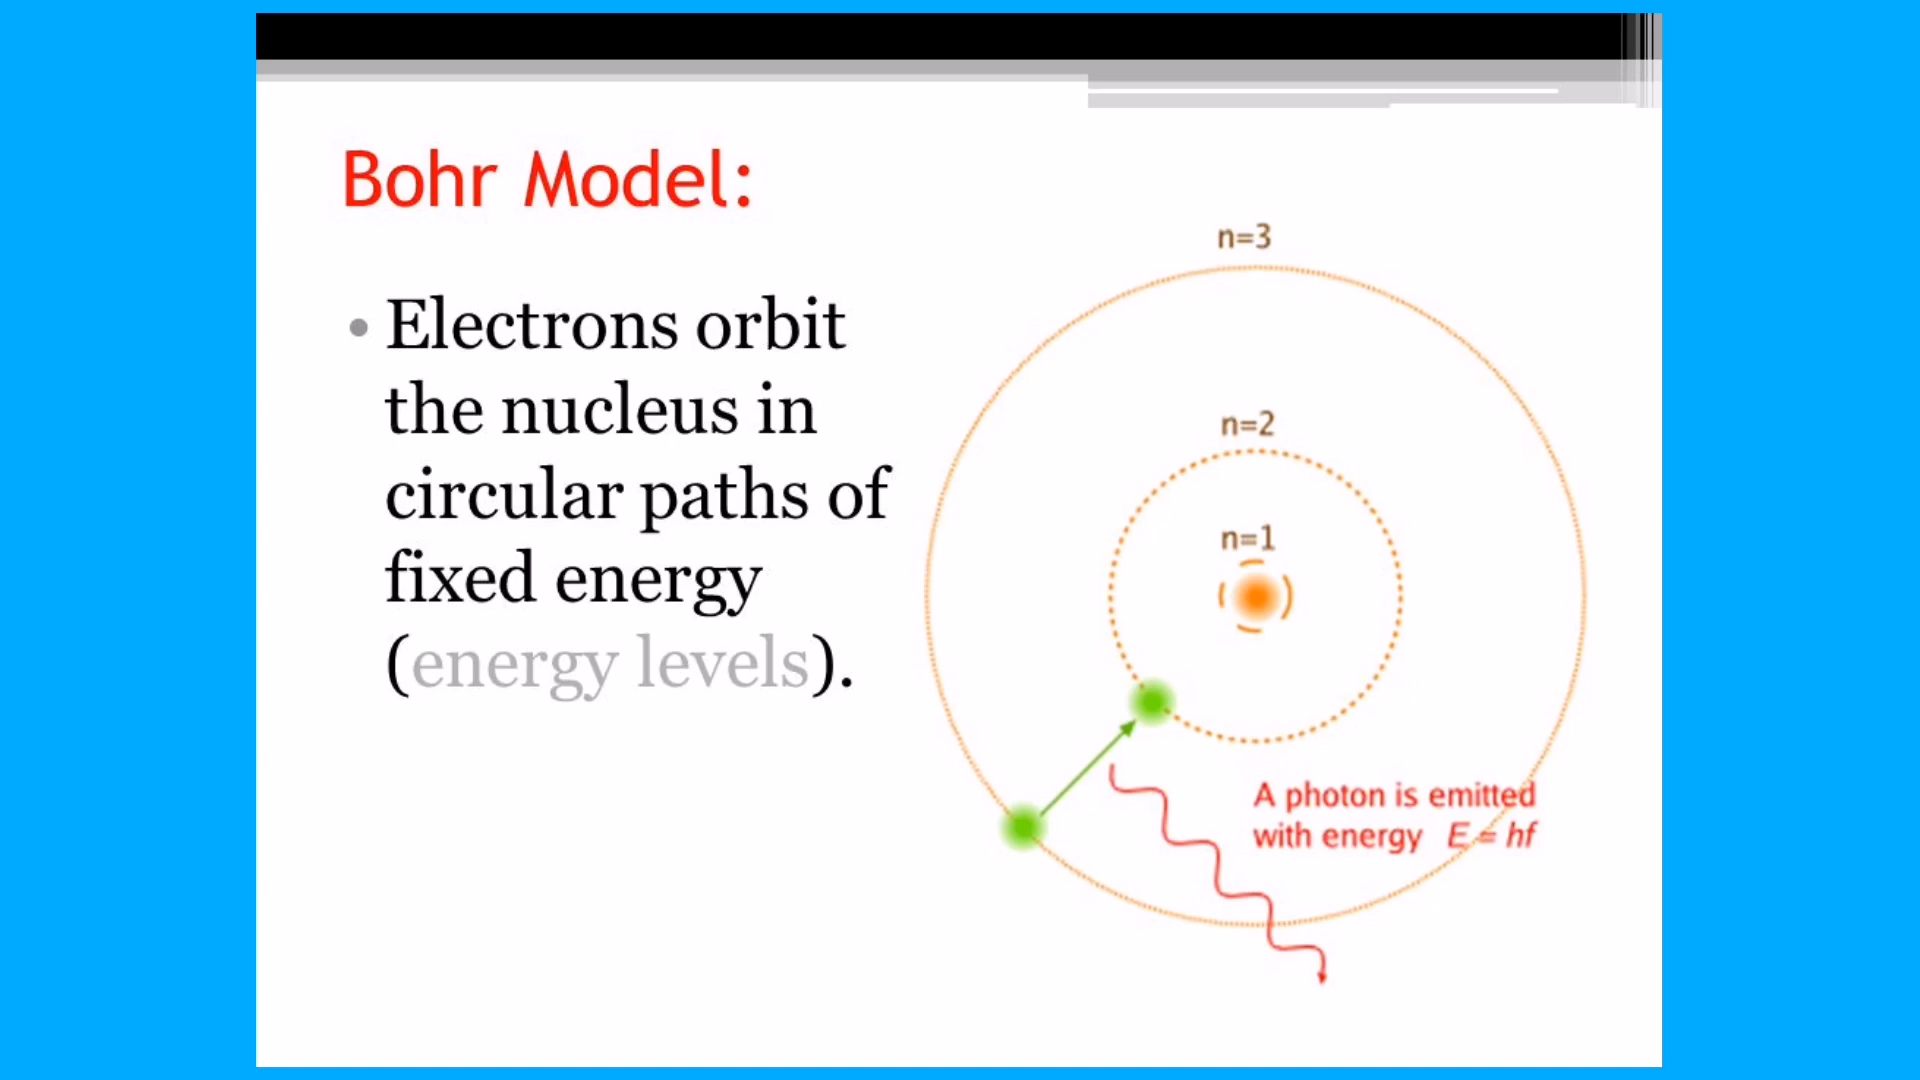 Bohr Model:
• Electrons orbit
the nucleus in
circular paths of
fixed energy
(energy levels).
n=3
n=2
n=1
A photon is emitted
with energy E = hf